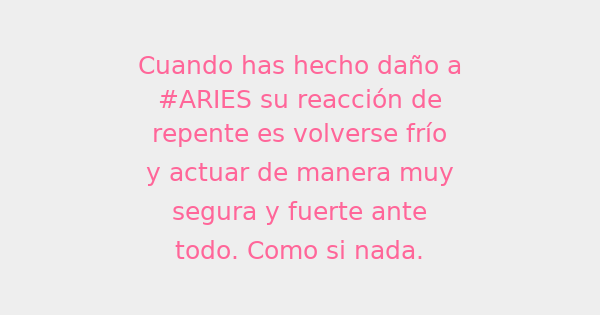 Cuando has hecho daño a
#ARIES su reacción de
repente es volverse frío
y actuar de manera muy
segura y fuerte ante
todo. Como si nada.